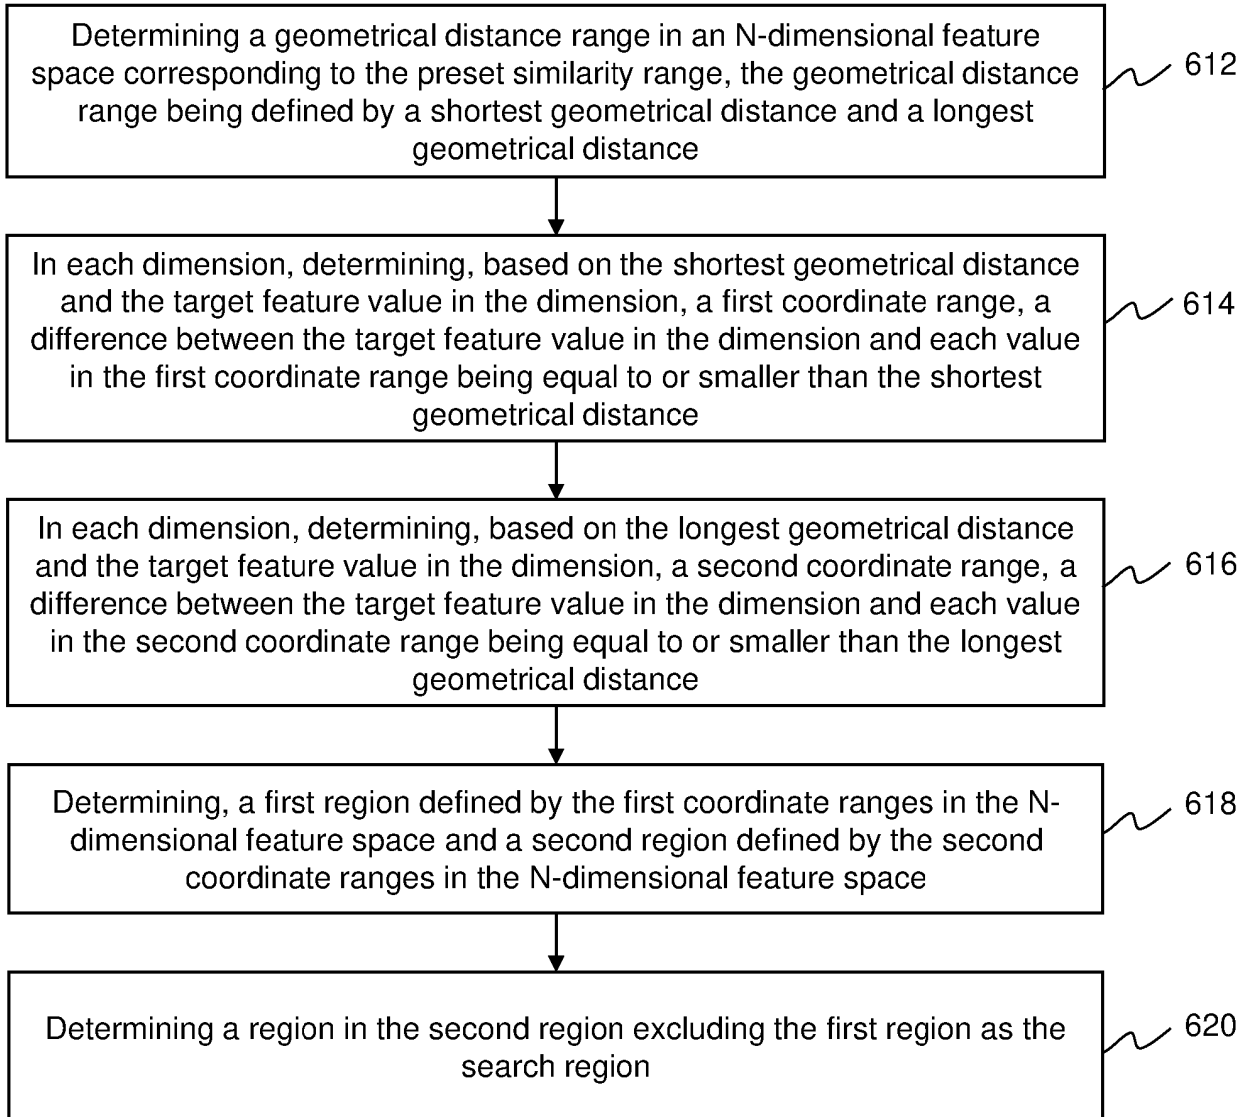 Determining a geometrical distance range in an N-dimensional feature
space corresponding to the preset similarity range, the geometrical distance
range being defined by a shortest geometrical distance and a longest
geometrical distance
612
In each dimension, determining, based on the shortest geometrical distance
and the target feature value in the dimension, a first coordinate range, a
difference between the target feature value in the dimension and each value
in the first coordinate range being equal to or smaller than the shortest
geometrical distance
614
In each dimension, determining, based on the longest geometrical distance
and the target feature value in the dimension, a second coordinate range, a
difference between the target feature value in the dimension and each value
in the second coordinate range being equal to or smaller than the longest
geometrical distance
616
Determining, a first region defined by the first coordinate ranges in the N-
dimensional feature space and a second region defined by the second
coordinate ranges in the N-dimensional feature space
618
Determining a region in the second region excluding the first region as the
search region
620